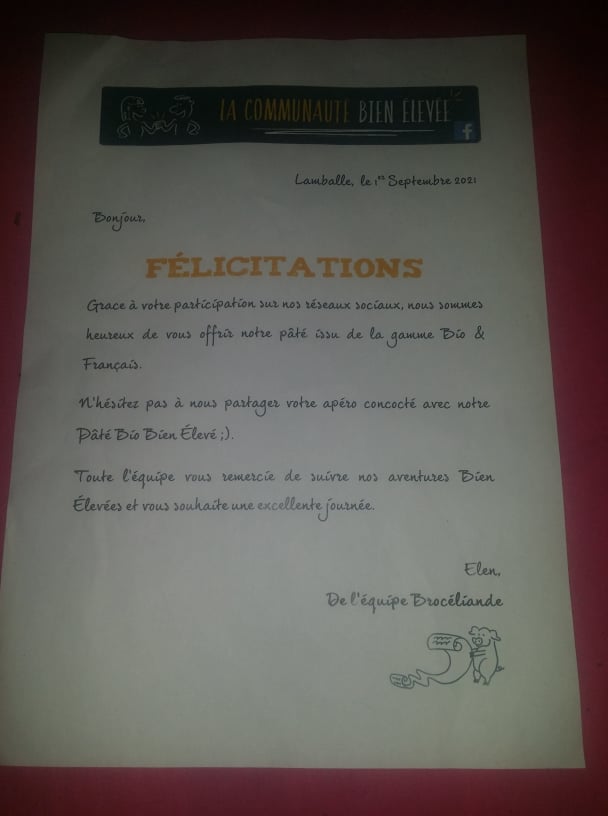 LA COMMUNAUTÉ BIEN ÉLEVÉE
f
Lamballe, le 1er Septembre 2021
Bonjour,
FÉLICITATIONS
Grace à votre participation sur nos réseaux sociaux, nous sommes
heureux de vous offrir notre pâté issu de la gamme Bio &
Français.
N'hésitez pas à nous partager votre apéro concocté avec notre
Pâté Bio Bien Élevé ;).
Toute l'équipe vous remercie de suivre nos aventures Bien
Élevées et vous souhaite une excellente journée.
Elen,
De l'équipe Brocéliande